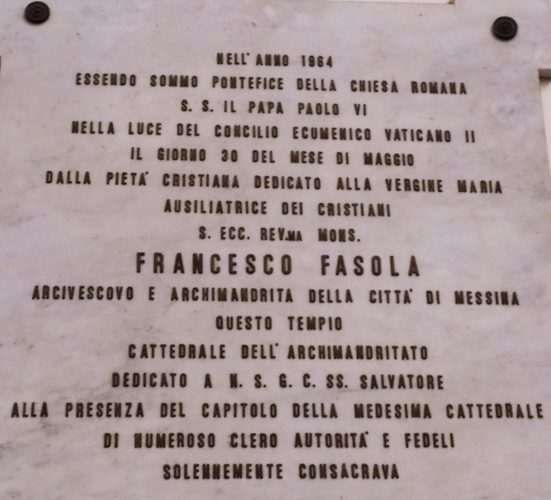 NELL' ANNO 1964
ESSENDO SOMMO PONTEFICE DELLA CHIESA ROMANA
S. S. IL PAPA PAOLO VI
NELLA LUCE DEL CONCILIO ECUMENICO VATICANO II
IL GIORNO 30 DEL MESE DI MAGGIO
DALLA PIETA' CRISTIANA DEDICATO ALLA VERGINE MARIA
AUSILIATRICE DEI CRISTIANI
S. ECC. REV.MA MONS.
FRANCESCO FASOLA
ARCIVESCOVO E ARCHIMANDRITA DELLA CITTA' DI MESSINA
QUESTO TEMPIO
CATTEDRALE DELL' ARCHIMANDRITATO
DEDICATO A N. S. G. C. SS. SALVATORE
ALLA PRESENZA DEL CAPITOLO DELLA MEDESIMA CATTEDRALE
DI NUMEROSO CLERO AUTORITA' E FEDELI
SOLENNEMENTE CONSACRAVA